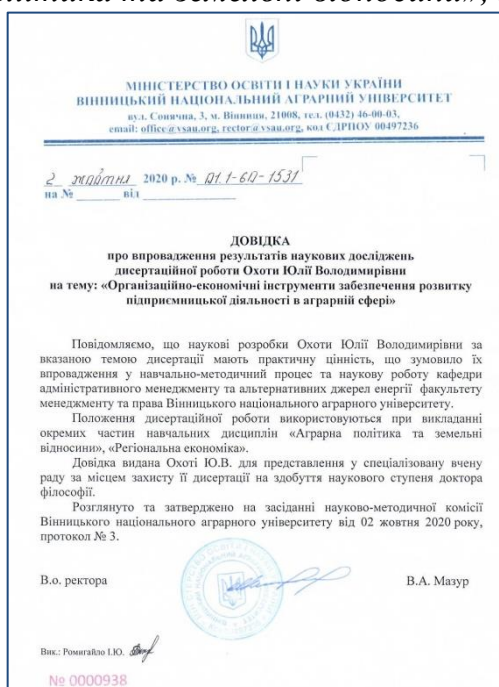 МІНІСТЕРСТВО ОСВІТИ І НАУКИ УКРАЇНИ
ВІННИЦЬКИЙ НАЦІОНАЛЬНИЙ АГРАРНИЙ УНІВЕРСИТЕТ
вул. Сонячна, 3, м. Вінниця, 21008, тел. (0432) 46-00-03,
email: office@vsau.org, rector@vsau.org, код ЄДРПОУ 00497236
2 жовтня 2020 р. № 01.1-60-1531
на № від
ДОВІДКА
про впровадження результатів наукових досліджень
дисертаційної роботи Охоти Юлії Володимирівни
на тему: «Організаційно-економічні інструменти забезпечення розвитку
підприємницької діяльності в аграрній сфері»
Повідомляємо, що наукові розробки Охоти Юлії Володимирівни за
вказаною темою дисертації мають практичну цінність, що зумовило їх
впровадження у навчально-методичний процес та наукову роботу кафедри
адміністративного менеджменту та альтернативних джерел енергії факультету
менеджменту та права Вінницького національного аграрного університету.
Положення дисертаційної роботи використовуються при викладанні
окремих частин навчальних дисциплін «Аграрна політика та земельні
відносини», «Регіональна економіка».
Довідка видана Охоті Ю.В. для представлення у спеціалізовану вчену
раду за місцем захисту її дисертації на здобуття наукового ступеня доктора
філософії.
Розглянуто та затверджено на засіданні науково-методичної комісії
Вінницького національного аграрного університету від 02 жовтня 2020 року,
протокол № 3.
В.о. ректора В.А. Мазур
Вик.: Ромигайло І.Ю.
№ 0000938